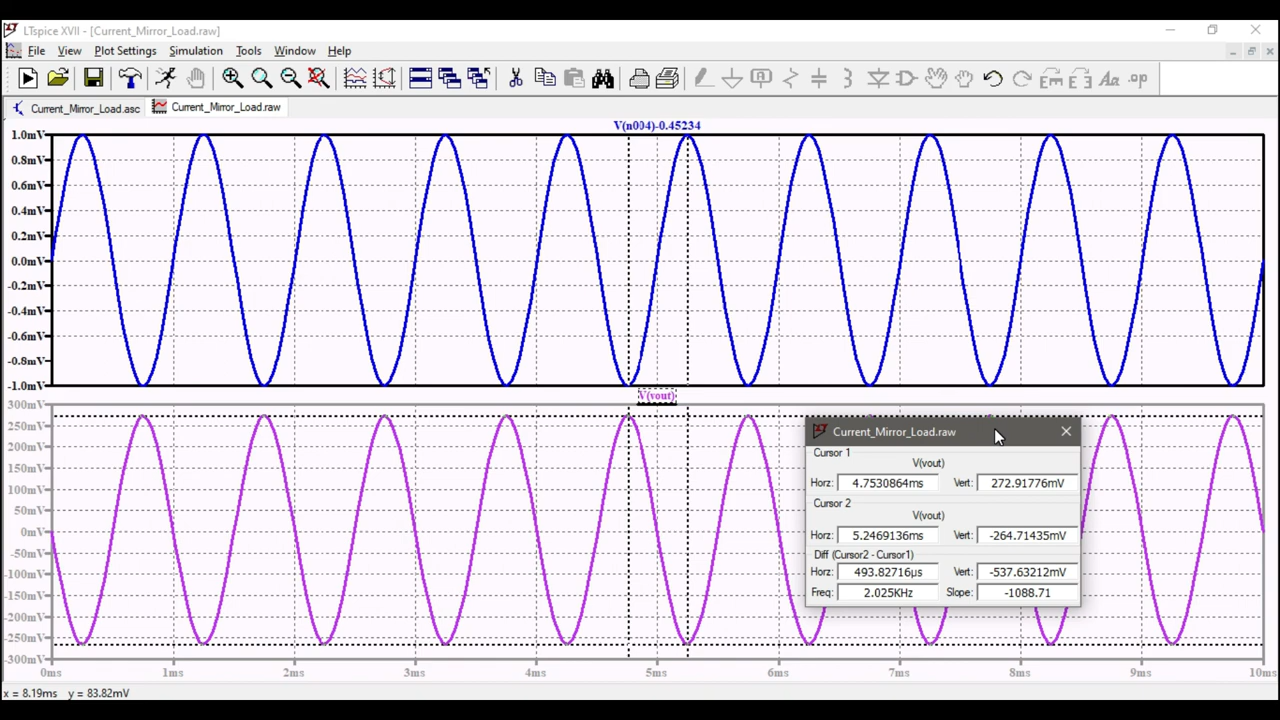 LTspice XVII - [Current_Mirror_Load.raw]
File View Plot Settings Simulation Tools Window Help
.op
Current_Mirror_Load.asc Current_Mirror_Load.raw
V(n004)-0.45234
1.0mV
0.8mV
0.6mV
0.4mV
0.2mV
0.0mV
-0.2mV
-0.4mV
-0.6mV
-0.8mV
-1.0mV
V(vout)
300mV
250mV
200mV
150mV
100mV
50mV
0mV
-50mV
-100mV
-150mV
-200mV
-250mV
-300mV
Current_Mirror_Load.raw
Cursor 1
V(vout)
Horz: 4.7530864ms Vert: 272.91776mV
Cursor 2
V(vout)
Horz: 5.2469136ms Vert: -264.71435mV
Diff (Cursor2 - Cursor1)
Horz: 493.82716µs Vert: -537.63212mV
Freq: 2.025KHz Slope: -1088.71
0ms 1ms 2ms 3ms 4ms 5ms 6ms 7ms 8ms 9ms 10ms
x = 8.19ms y = 83.82mV